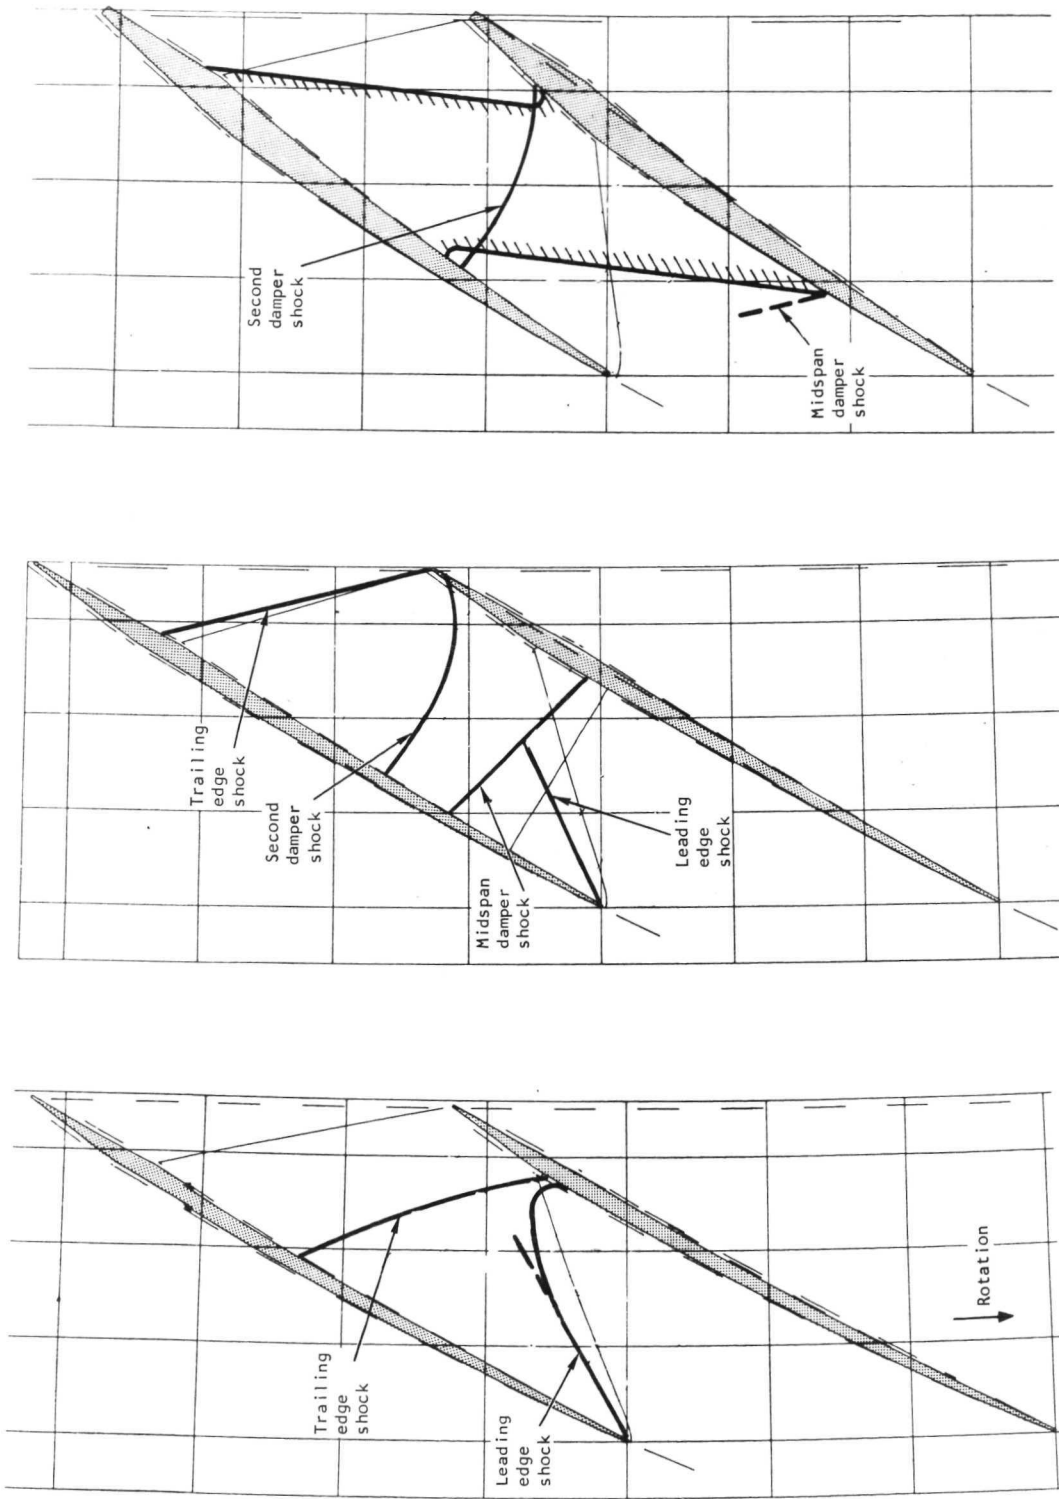 Second
damper
shock
Midspan
damper
shock
Trailing
edge
shock
Second
damper
shock
Midspan
damper
shock
Leading
edge
shock
Trailing
edge
shock
Leading
edge
shock
Rotation